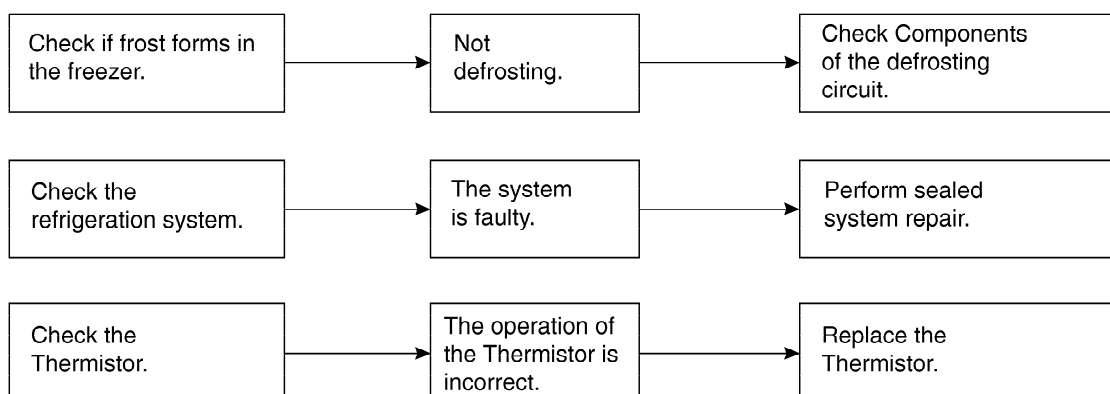 Check if frost forms in
the freezer.
Not
defrosting.
Check Components
of the defrosting
circuit.
Check the
refrigeration system.
The system
is faulty.
Perform sealed
system repair.
Check the
Thermistor.
The operation of
the Thermistor is
incorrect.
Replace the
Thermistor.